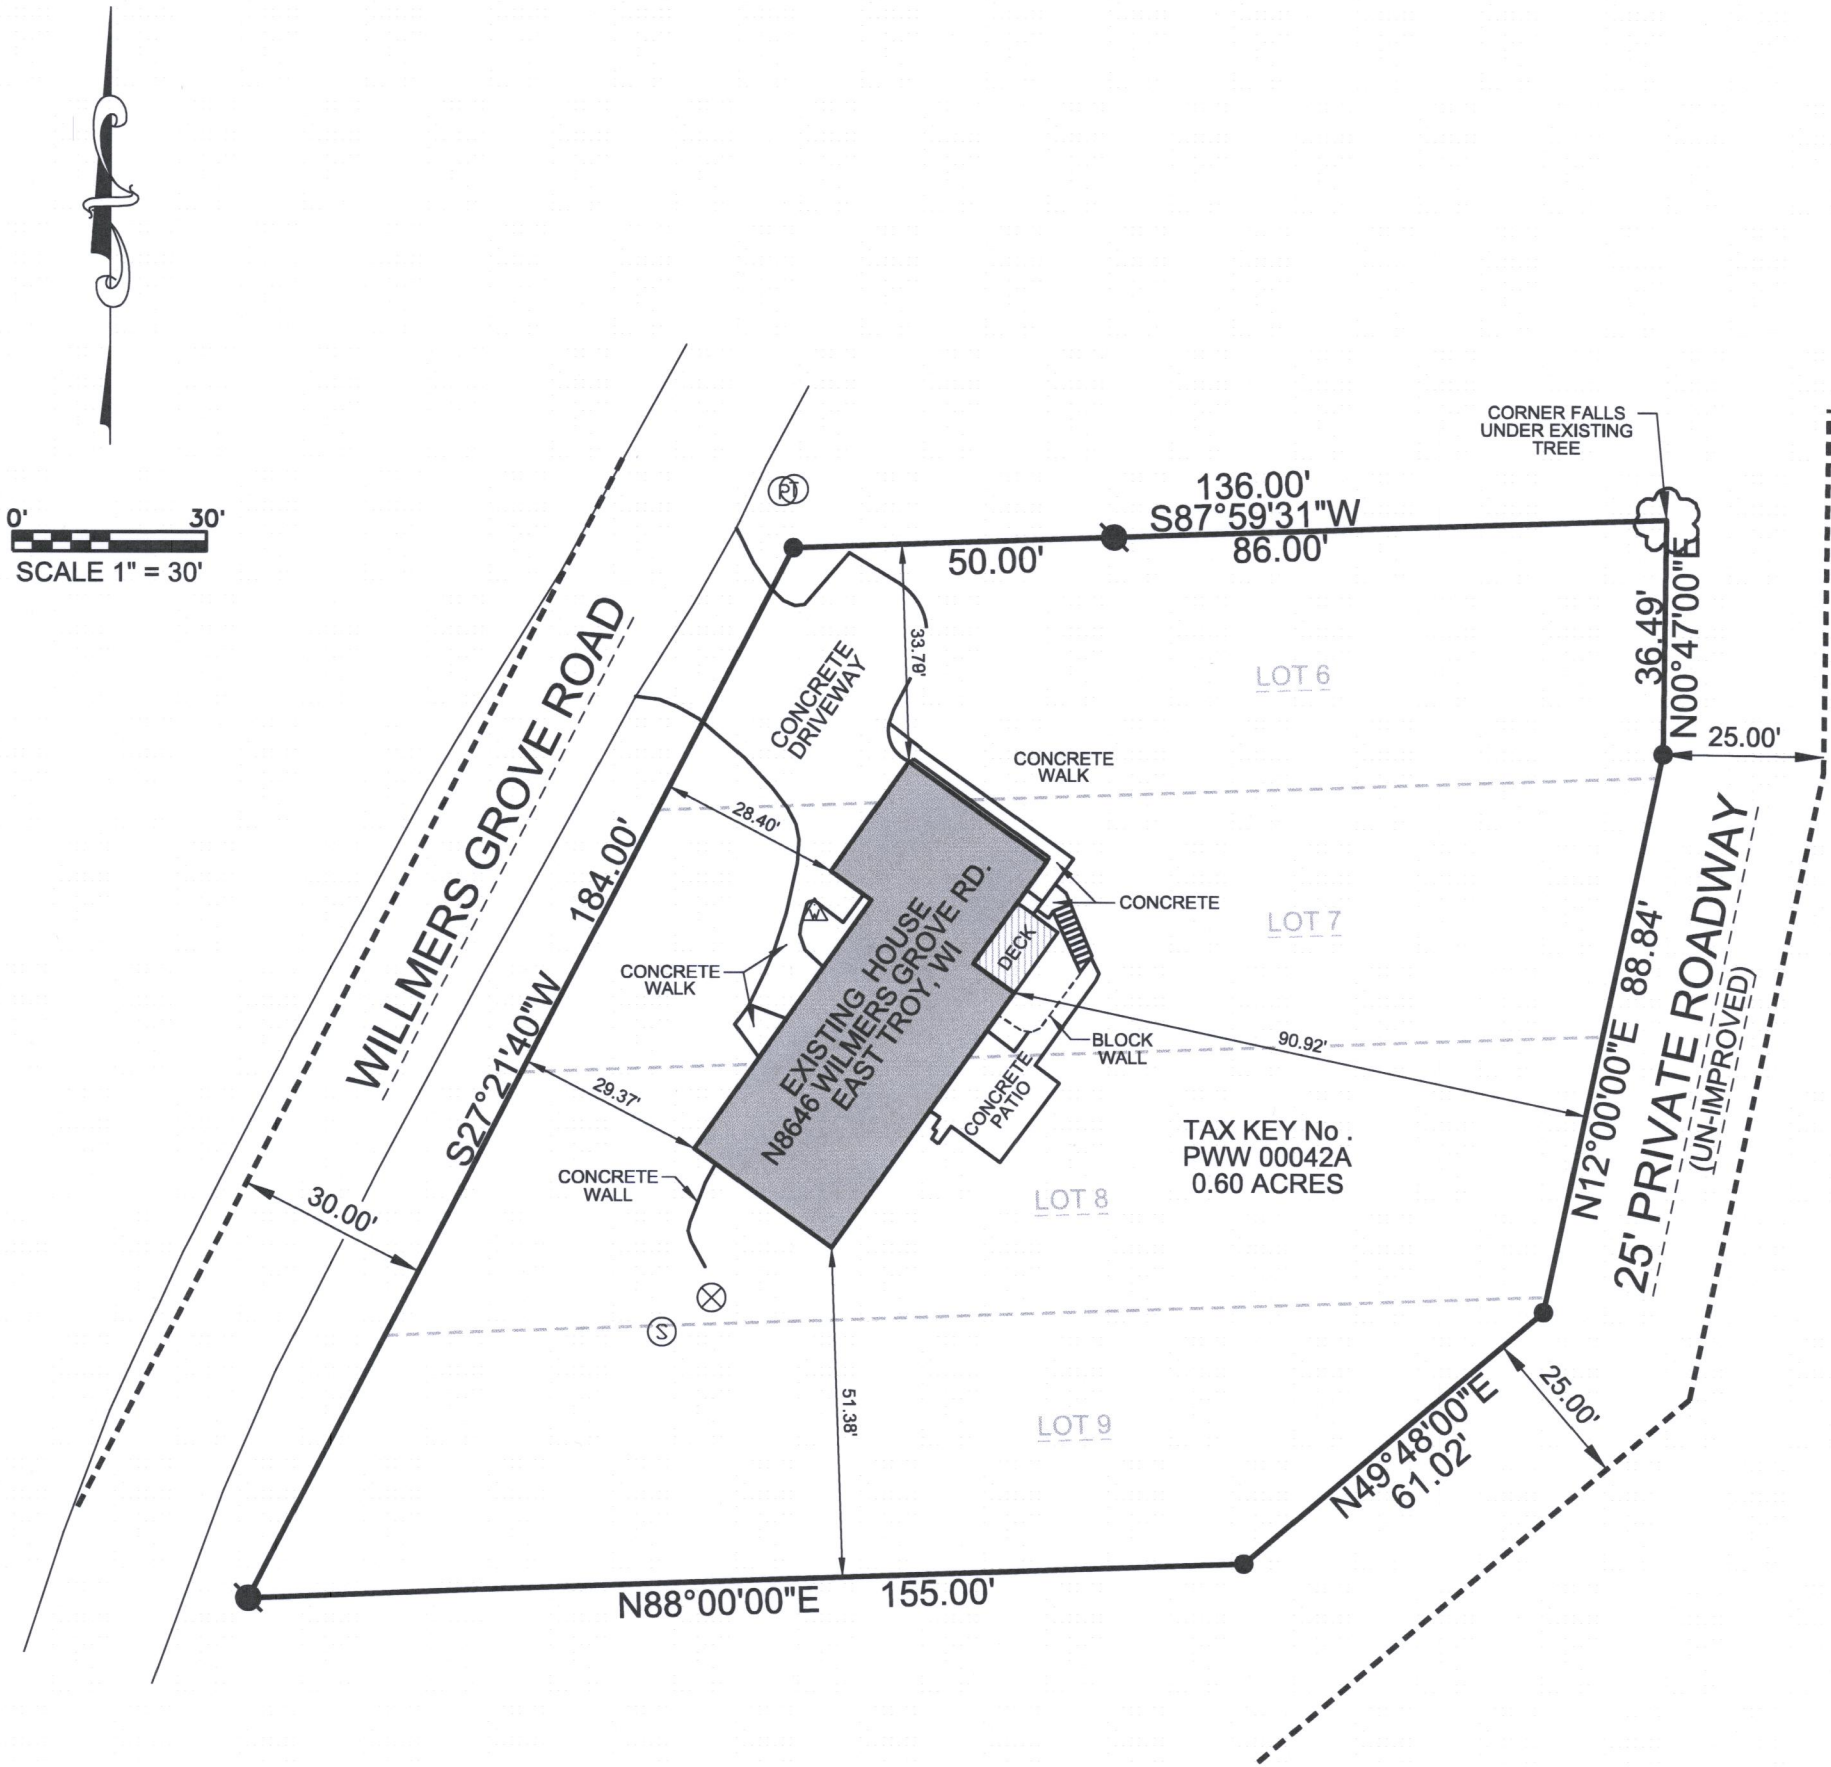 0' 30'
SCALE 1" = 30'
CORNER FALLS
UNDER EXISTING
TREE
136.00'
S87°59'31"W
50.00'
86.00'
36.49'
N00°47'00"E
25.00'
33.78'
CONCRETE
DRIVEWAY
LOT 6
CONCRETE
WALK
WILLMERS GROVE ROAD
184.00'
S27°21'40"W
28.40'
CONCRETE
LOT 7
DECK
W
CONCRETE
WALK
EXISTING HOUSE
N8646 WILMERS GROVE RD.
EAST TROY, WI
BLOCK
WALL
90.92'
N12°00'00"E 88.84'
25' PRIVATE ROADWAY
(UN-IMPROVED)
29.37'
CONCRETE
PATIO
TAX KEY No .
PWW 00042A
0.60 ACRES
CONCRETE
WALL
30.00'
LOT 8
S
51.38'
LOT 9
N49°48'00"E
61.02'
25.00'
N88°00'00"E 155.00'